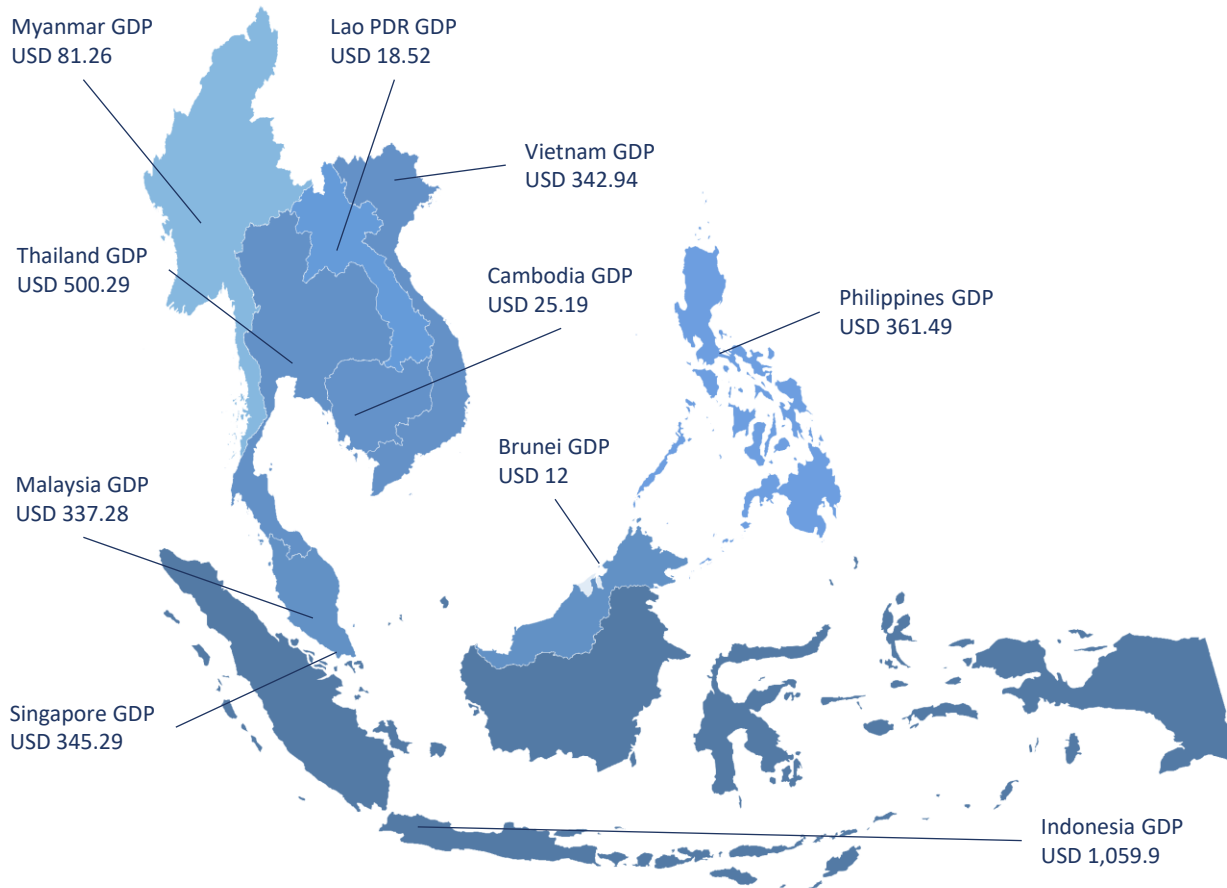 Myanmar GDP
USD 81.26
Lao PDR GDP
USD 18.52
Vietnam GDP
USD 342.94
Thailand GDP
USD 500.29
Cambodia GDP
USD 25.19
Philippines GDP
USD 361.49
Brunei GDP
USD 12
Malaysia GDP
USD 337.28
Singapore GDP
USD 345.29
Indonesia GDP
USD 1,059.9